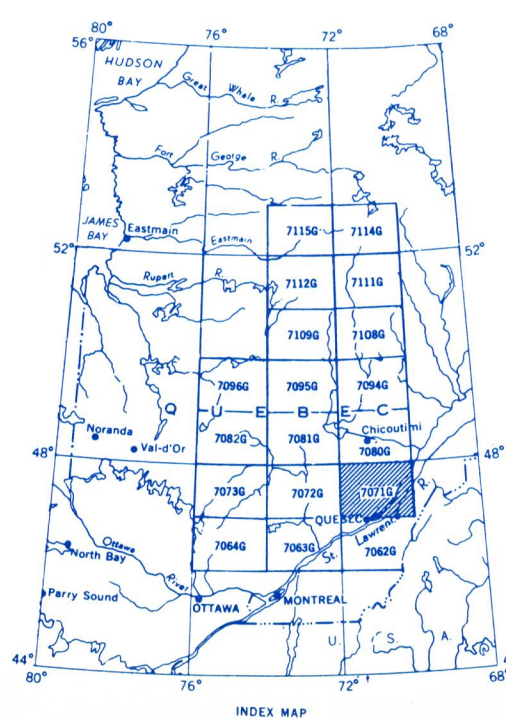 80° 76° 72° 68°
56°
HUDSON
BAY
Great Whale R.
Fort George R.
JAMES
BAY
Eastmain
Eastmain
7115G 7114G
52° 52°
Rupert R.
7112G 7111G
7109G 7108G
7096G 7095G 7094G
Q U E B E C
Noranda
Val-d'Or
Chicoutimi
7082G 7081G 7080G
48° 48°
7073G 7072G 7071G
QUEBEC
St. Lawrence R.
Ottawa River
7064G 7063G 7062G
North Bay
Parry Sound
OTTAWA
MONTREAL
U. S. A.
44°
80° 76° 72° 68°
INDEX MAP